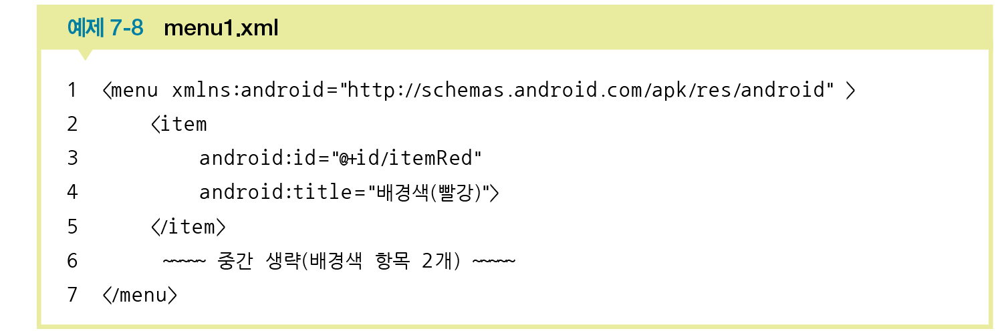 예제 7-8 menu1.xml
1 <menu xmlns:android="http://schemas.android.com/apk/res/android" >
2 <item
3 android:id="@+id/itemRed"
4 android:title="배경색(빨강)">
5 </item>
6 ~~~~~ 중간 생략(배경색 항목 2개) ~~~~~
7 </menu>